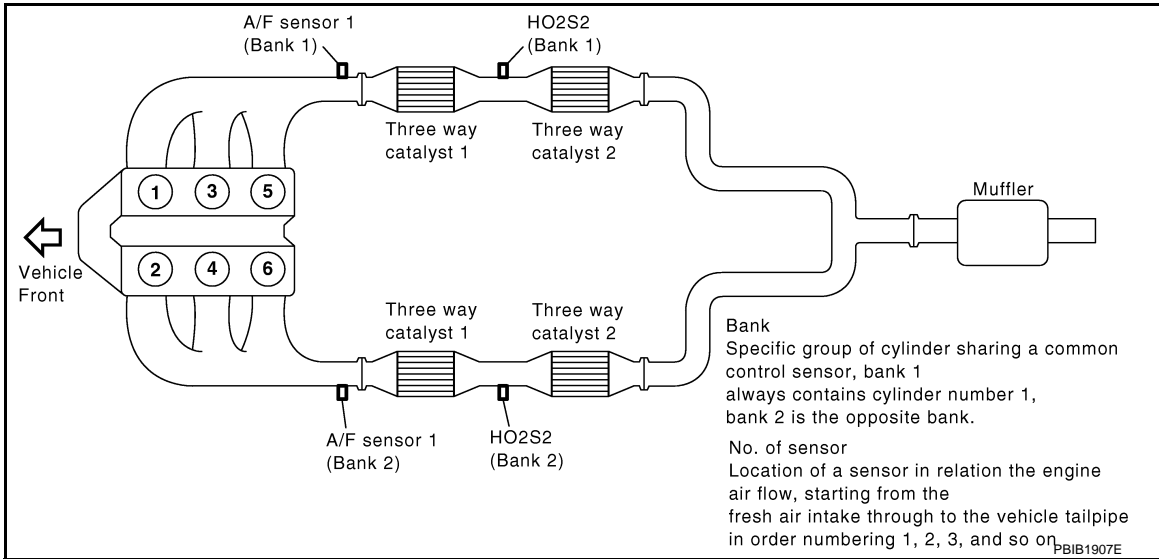 A/F sensor 1
(Bank 1)
HO2S2
(Bank 1)
Three way
catalyst 1
Three way
catalyst 2
1
3
5
Muffler
2
4
6
Vehicle
Front
Three way
catalyst 1
Three way
catalyst 2
A/F sensor 1
(Bank 2)
HO2S2
(Bank 2)
Bank
Specific group of cylinder sharing a common
control sensor, bank 1
always contains cylinder number 1,
bank 2 is the opposite bank.
No. of sensor
Location of a sensor in relation the engine
air flow, starting from the
fresh air intake through to the vehicle tailpipe
in order numbering 1, 2, 3, and so on
PBIB1907E